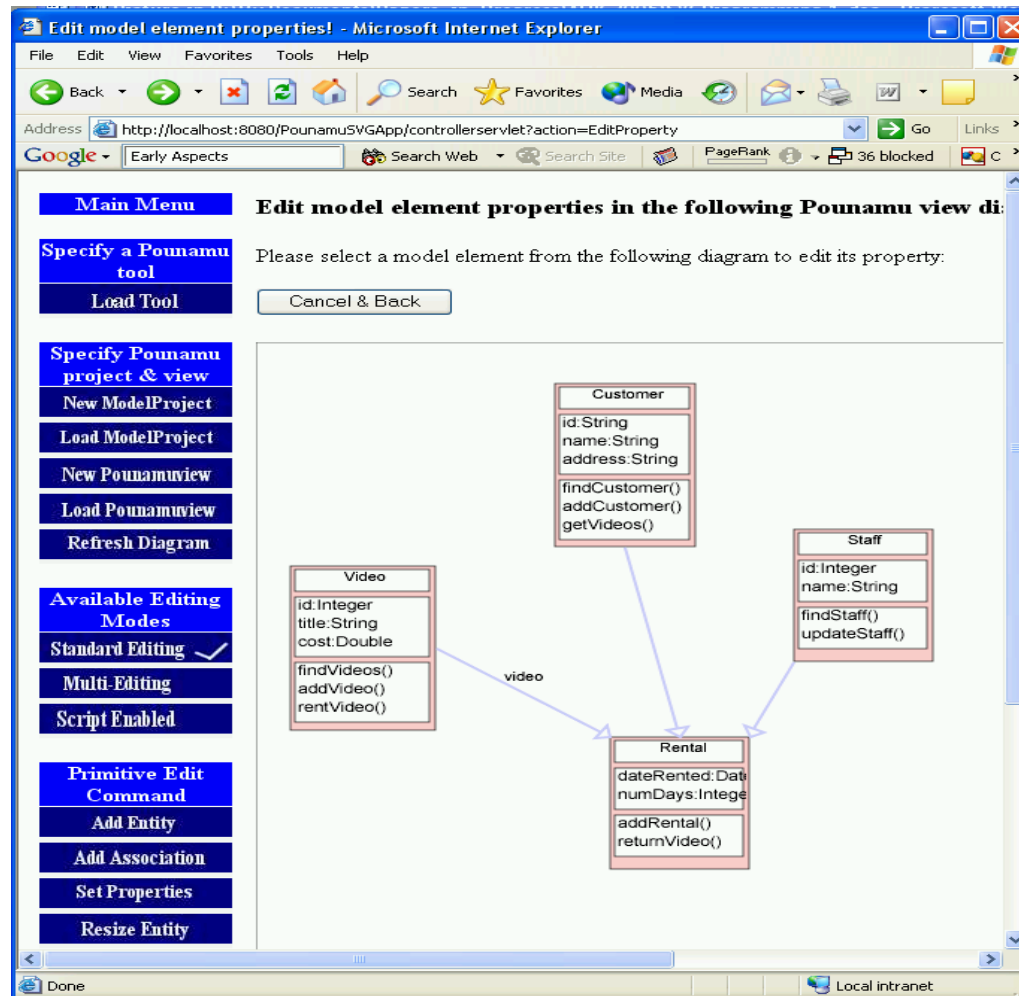 Edit model element properties! - Microsoft Internet Explorer
File Edit View Favorites Tools Help
Back Search Favorites Media
Address http://localhost:8080/PounamuSVGApp/controllerservlet?action=EditProperty Go Links
Google Early Aspects Search Web Search Site PageRank 36 blocked C
Main Menu
Specify a Pounamu
tool
Load Tool
Specify Pounamu
project & view
New ModelProject
Load ModelProject
New Pounamuview
Load Pounamuview
Refresh Diagram
Available Editing
Modes
Standard Editing
Multi-Editing
Script Enabled
Primitive Edit
Command
Add Entity
Add Association
Set Properties
Resize Entity
Edit model element properties in the following Pounamu view di
Please select a model element from the following diagram to edit its property:
Cancel & Back
Customer
id:String
name:String
address:String
findCustomer()
addCustomer()
getVideos()
Staff
id:Integer
name:String
findStaff()
updateStaff()
Video
id:Integer
title:String
cost:Double
findVideos()
addVideo()
rentVideo()
video
Rental
dateRented:Dat
numDays:Intege
addRental()
returnVideo()
Done Local intranet